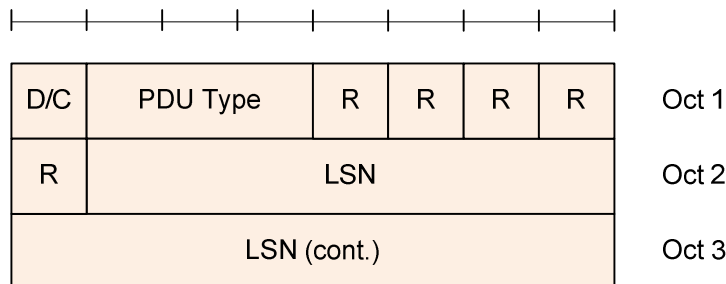 D/C PDU Type R R R R Oct 1
R LSN Oct 2
LSN (cont.) Oct 3